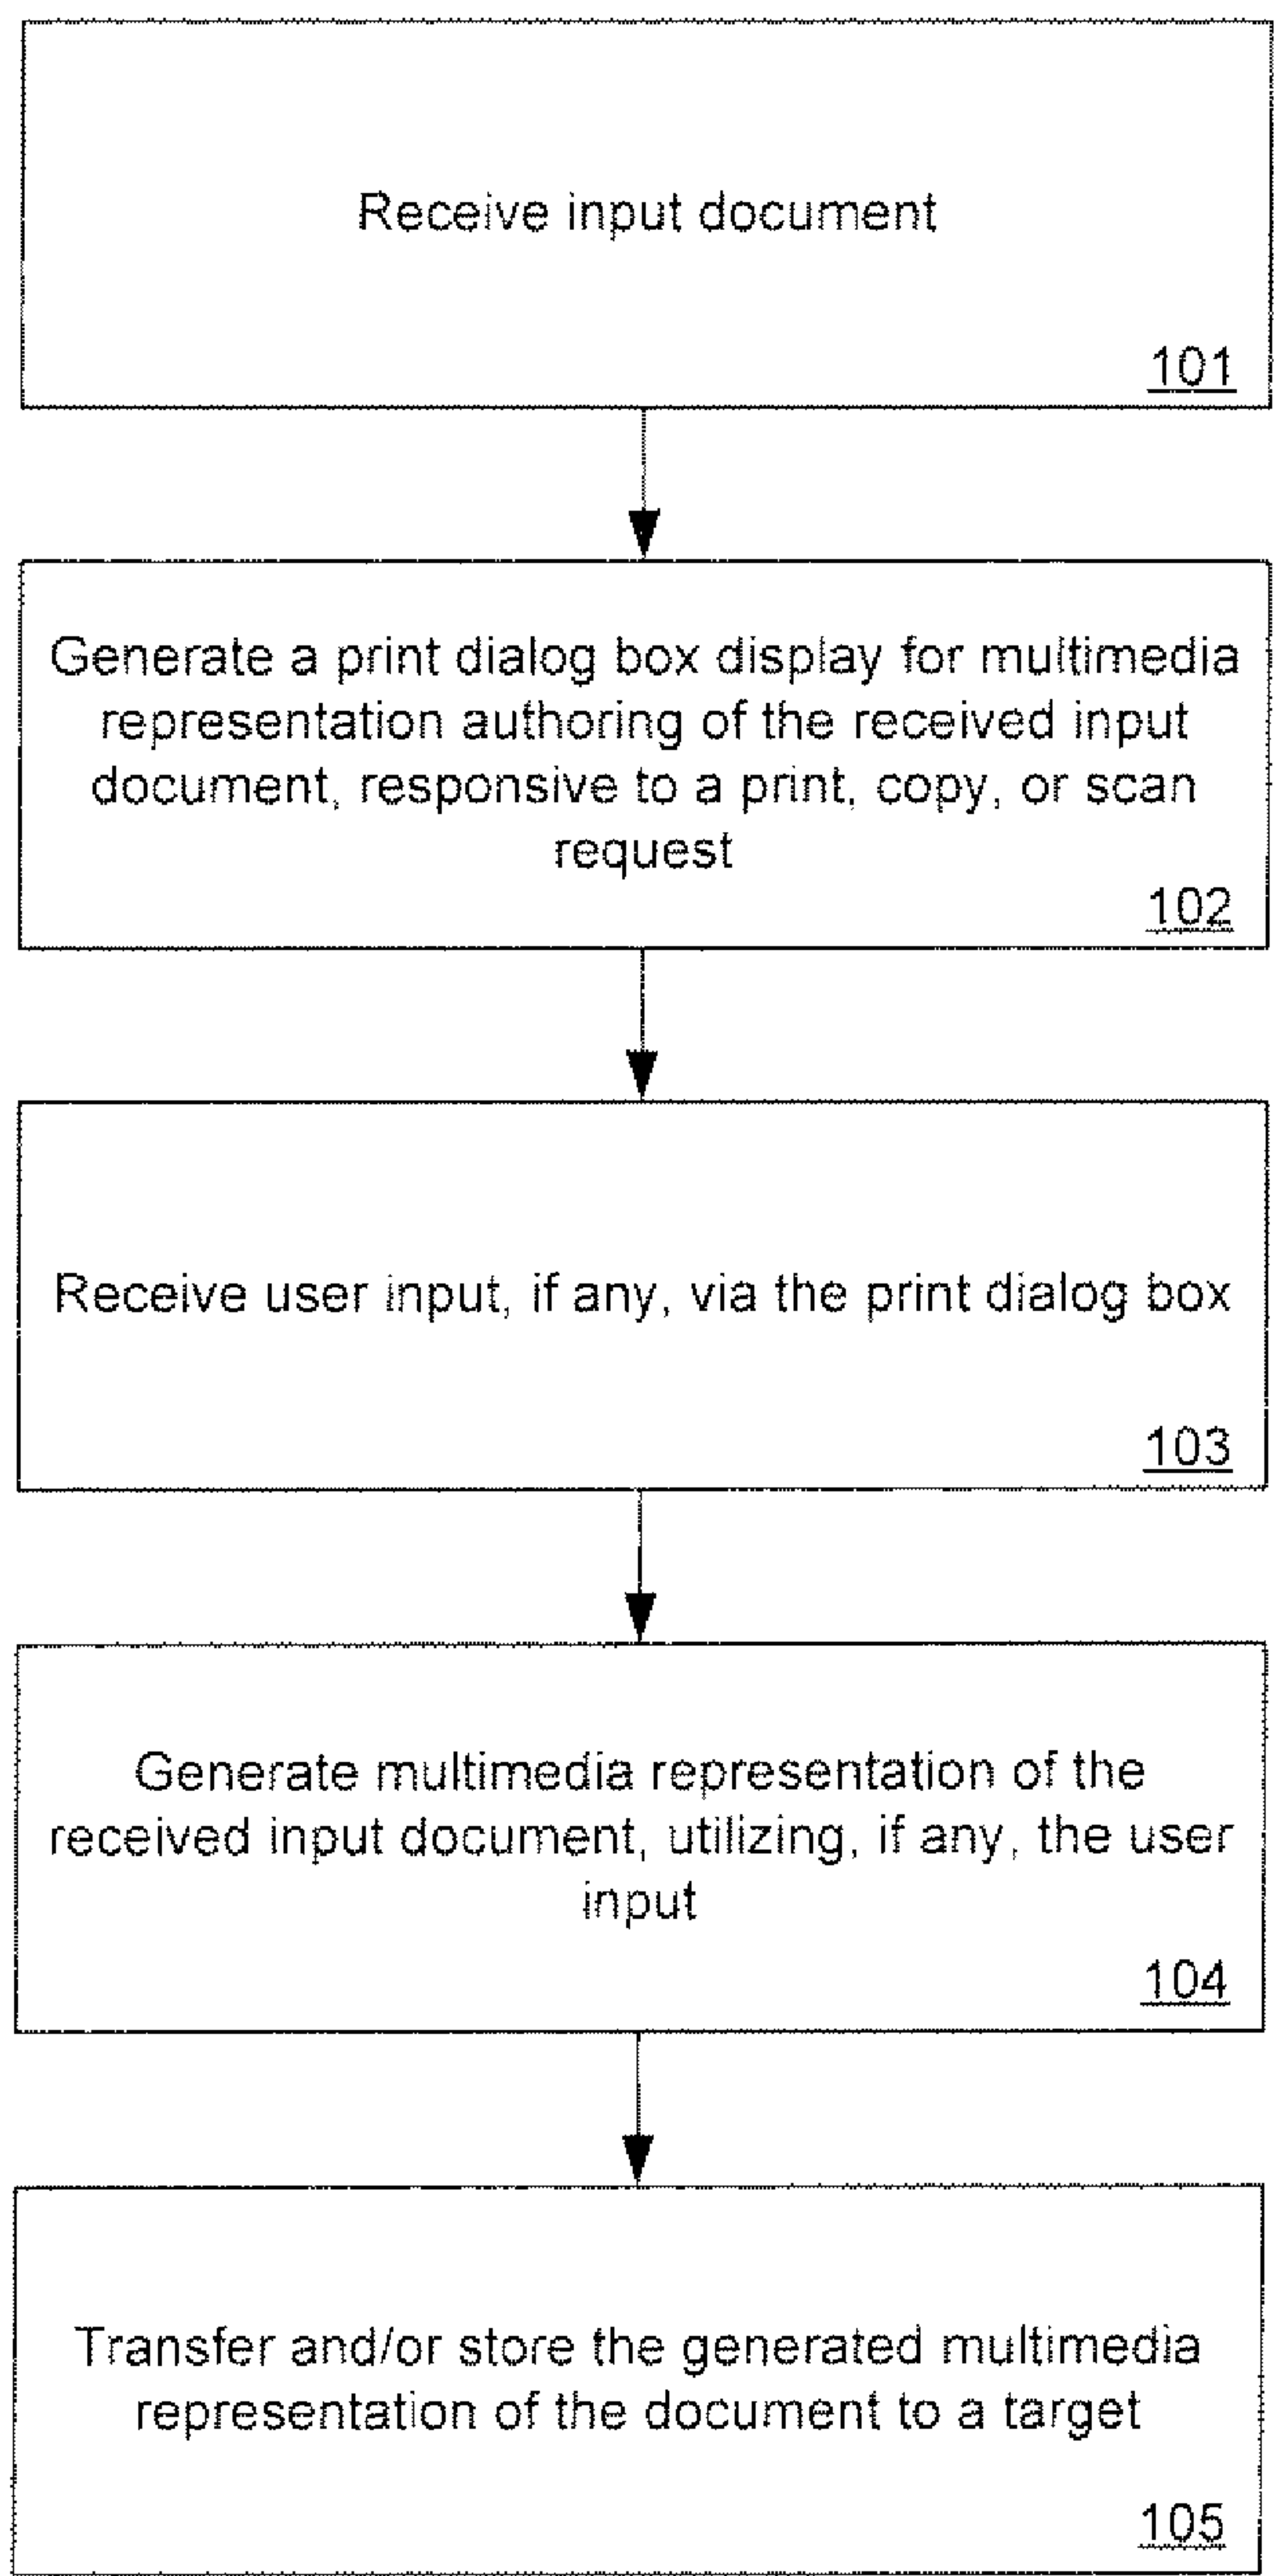 Receive input document
101
Generate a print dialog box display for multimedia
representation authoring of the received input
document, responsive to a print, copy, or scan
request
102
Receive user input, if any, via the print dialog box
103
Generate multimedia representation of the
received input document, utilizing, if any, the user
input
104
Transfer and/or store the generated multimedia
representation of the document to a target
105